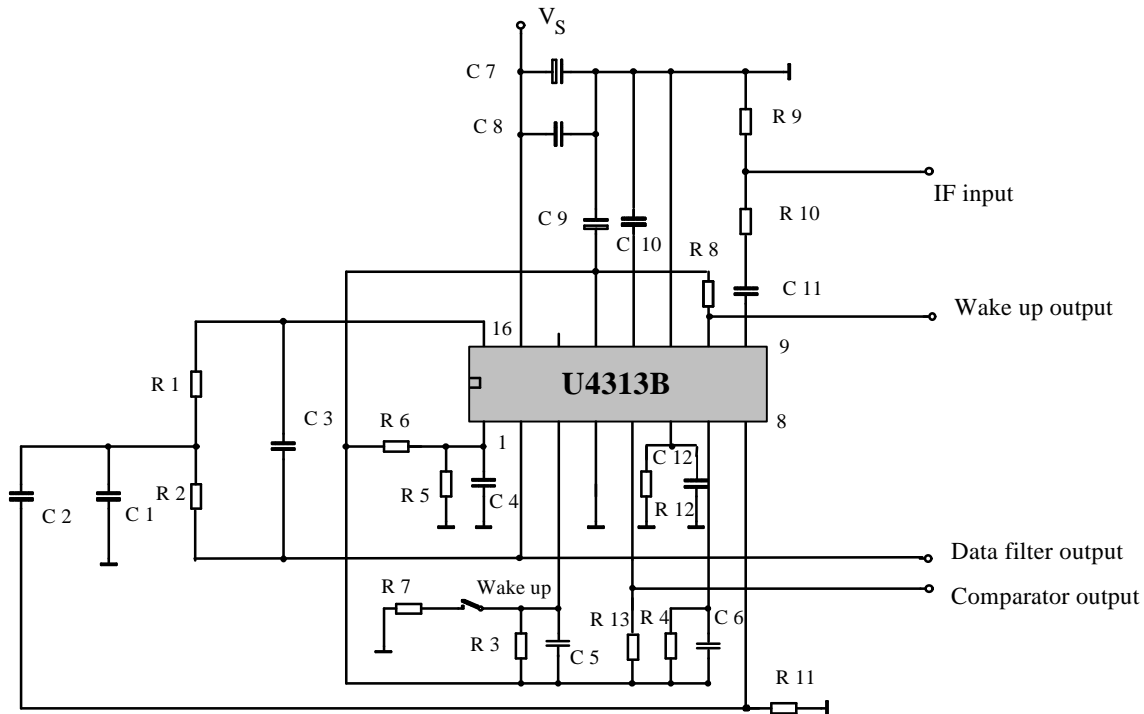 V S
C 7
C 8
R 9
IF input
C 9
C 10
R 10
R 8
C 11
Wake up output
16
9
R 1
U4313B
C 3
R 6
1
8
R 2
C 12
R 5
C 4
R 12
C 2
C 1
Data filter output
R 7
Wake up
Comparator output
R 13
R 4
C 6
R 3
C 5
R 11